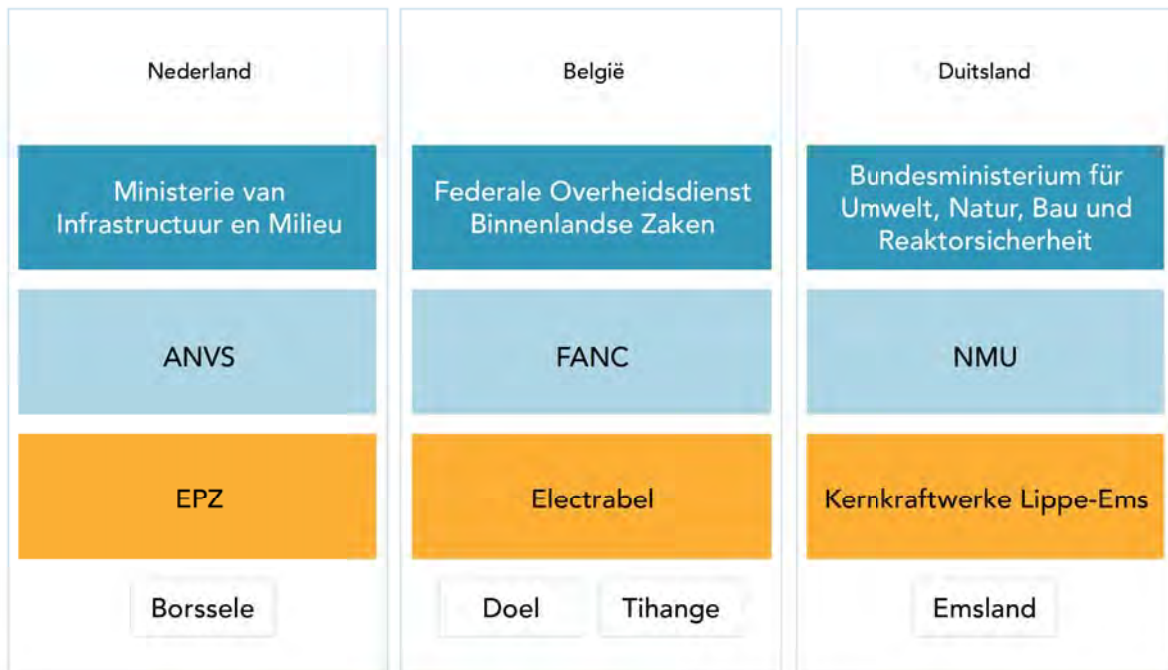 Nederland
België
Duitsland
Ministerie van
Infrastructuur en Milieu
Federale Overheidsdienst
Binnenlandse Zaken
Bundesministerium für
Umwelt, Natur, Bau und
Reaktorsicherheit
ANVS
FANC
NMU
EPZ
Electrabel
Kernkraftwerke Lippe-Ems
Borssele
Doel
Tihange
Emsland